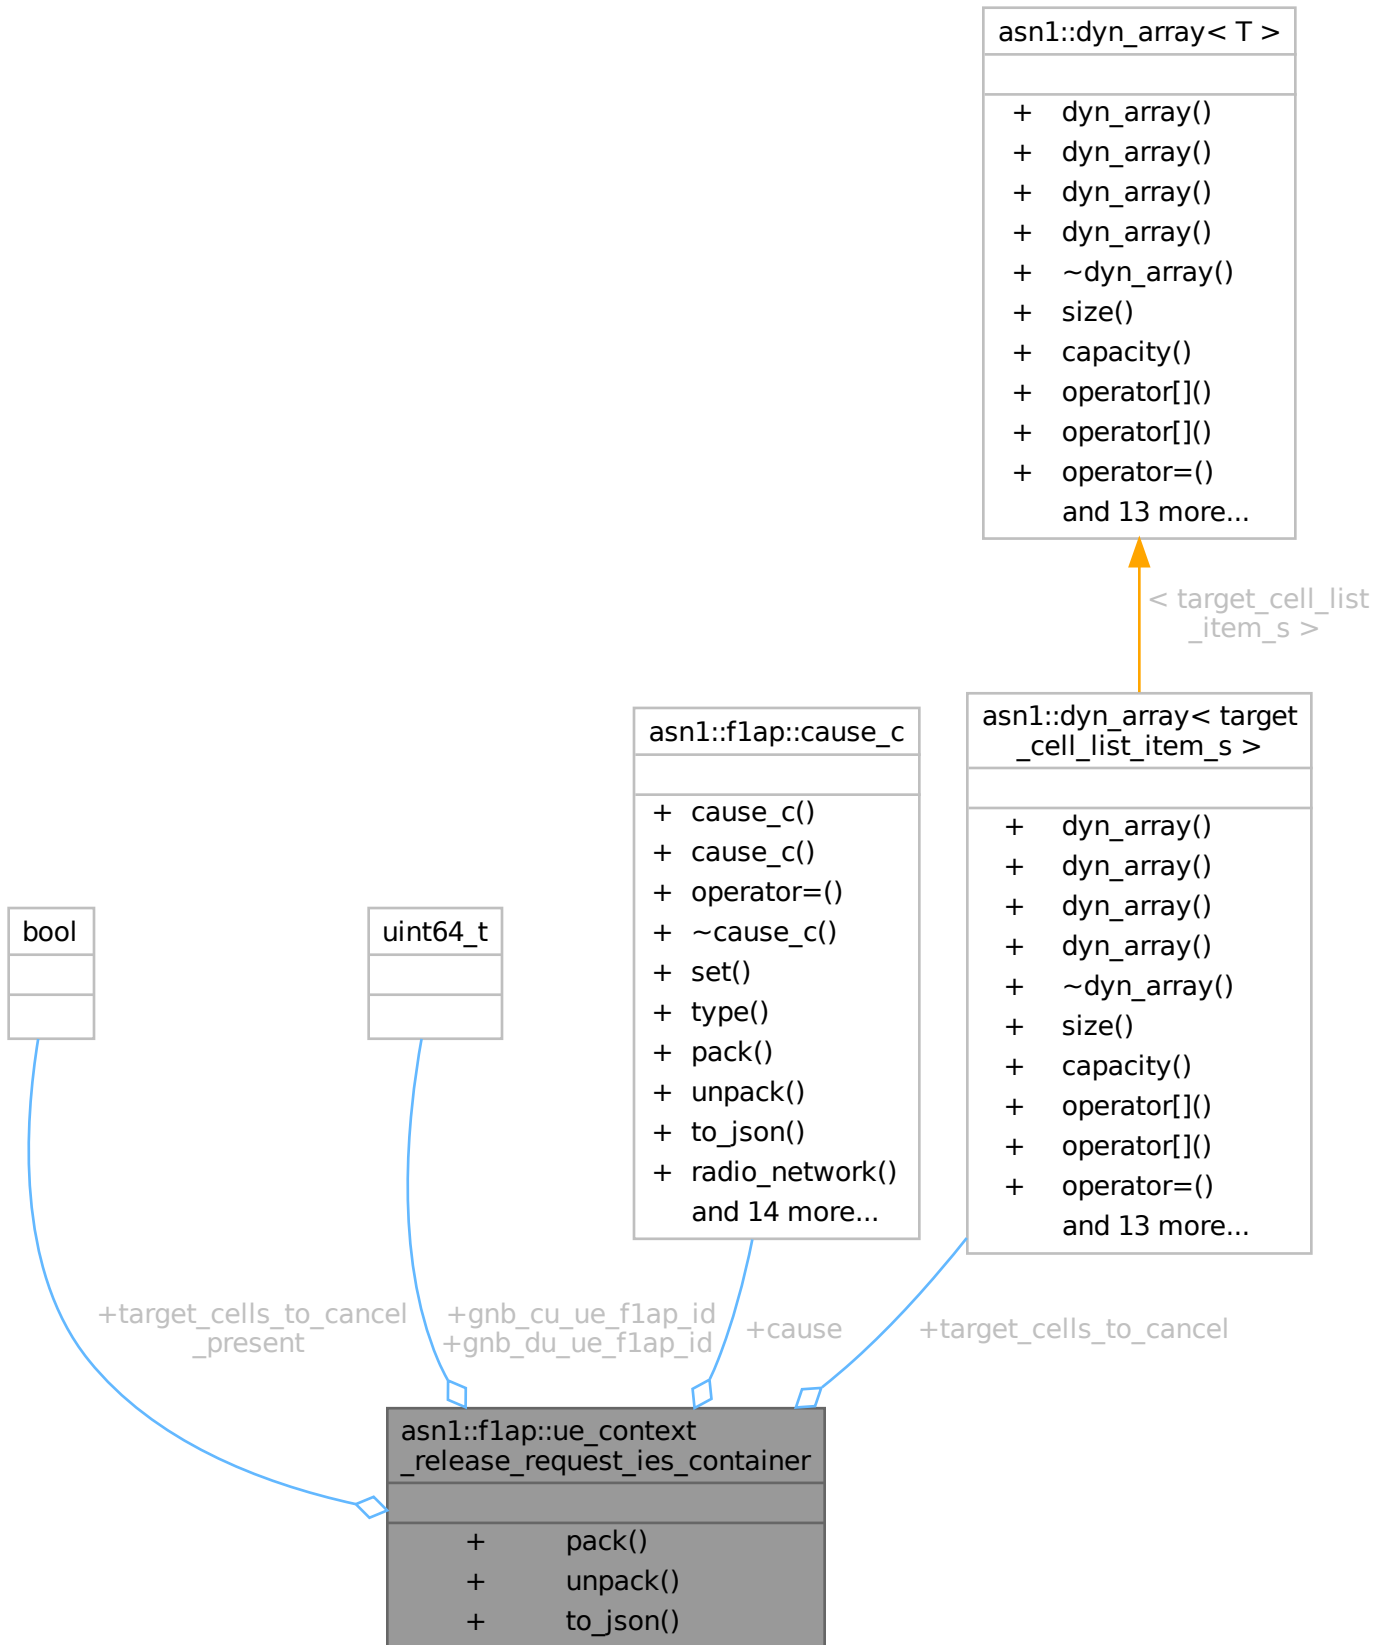 asn1::dyn_array< T >
+ dyn_array()
+ dyn_array()
+ dyn_array()
+ dyn_array()
+ ~dyn_array()
+ size()
+ capacity()
+ operator[]()
+ operator[]()
+ operator=()
and 13 more...
< target_cell_list
_item_s >
asn1::dyn_array< target
_cell_list_item_s >
+ dyn_array()
+ dyn_array()
+ dyn_array()
+ dyn_array()
+ ~dyn_array()
+ size()
+ capacity()
+ operator[]()
+ operator[]()
+ operator=()
and 13 more...
asn1::f1ap::cause_c
+ cause_c()
+ cause_c()
+ operator=()
+ ~cause_c()
+ set()
+ type()
+ pack()
+ unpack()
+ to_json()
+ radio_network()
and 14 more...
bool
uint64_t
+target_cells_to_cancel
_present
+gnb_cu_ue_f1ap_id
+gnb_du_ue_f1ap_id
+cause
+target_cells_to_cancel
asn1::f1ap::ue_context
_release_request_ies_container
+ pack()
+ unpack()
+ to_json()